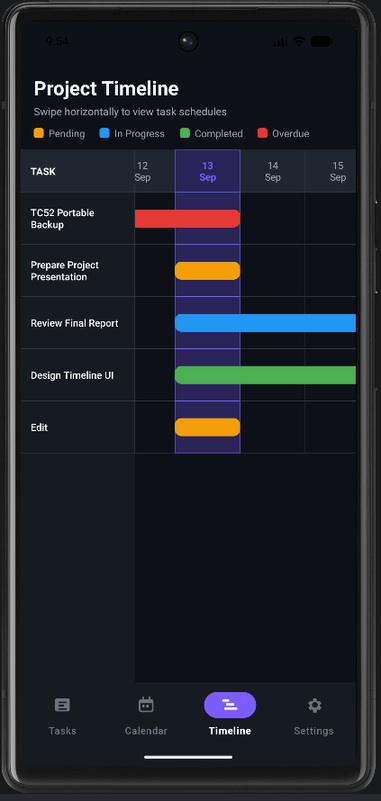 9:54
Project Timeline
Swipe horizontally to view task schedules
Pending
In Progress
Completed
Overdue
TASK
12
Sep
13
Sep
14
Sep
15
Sep
TC52 Portable
Backup
Prepare Project
Presentation
Review Final Report
Design Timeline UI
Edit
Tasks
Calendar
Timeline
Settings